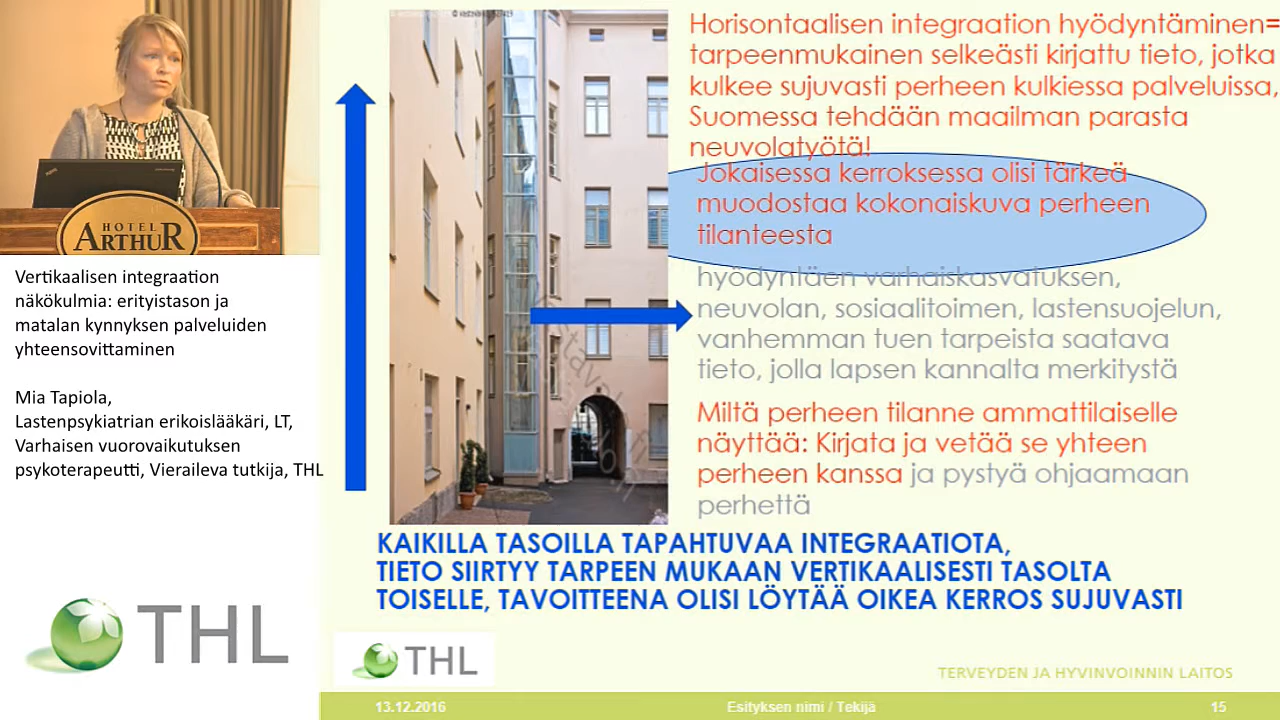 HOTEL
ARTHUR
Vertikaalisen integraation
näkökulmia: erityistason ja
matalan kynnyksen palveluiden
yhteensovittaminen
Mia Tapiola,
Lastenpsykiatrian erikoislääkäri, LT,
Varhaisen vuorovaikutuksen
psykoterapeutti, Vieraileva tutkija, THL
THL
Horisontaalisen integraation hyödyntäminen=
tarpeenmukainen selkeästi kirjattu tieto, jotka
kulkee sujuvasti perheen kulkiessa palveluissa,
Suomessa tehdään maailman parasta
neuvolatyötä!
Jokaisessa kerroksessa olisi tärkeä
muodostaa kokonaiskuva perheen
tilanteesta
hyödyntäen varhaiskasvatuksen,
neuvolan, sosiaalitoimen, lastensuojelun,
vanhemman tuen tarpeista saatava
tieto, jolla lapsen kannalta merkitystä
Miltä perheen tilanne ammattilaiselle
näyttää: Kirjata ja vetää se yhteen
perheen kanssa ja pystyä ohjaamaan
perhettä
KAIKILLA TASOILLA TAPAHTUVAA INTEGRAATIOTA,
TIETO SIIRTYY TARPEEN MUKAAN VERTIKAALISESTI TASOLTA
TOISELLE, TAVOITTEENA OLISI LÖYTÄÄ OIKEA KERROS SUJUVASTI
THL
TERVEYDEN JA HYVINVOINNIN LAITOS
13.12.2016
Esityksen nimi / Tekijä
15